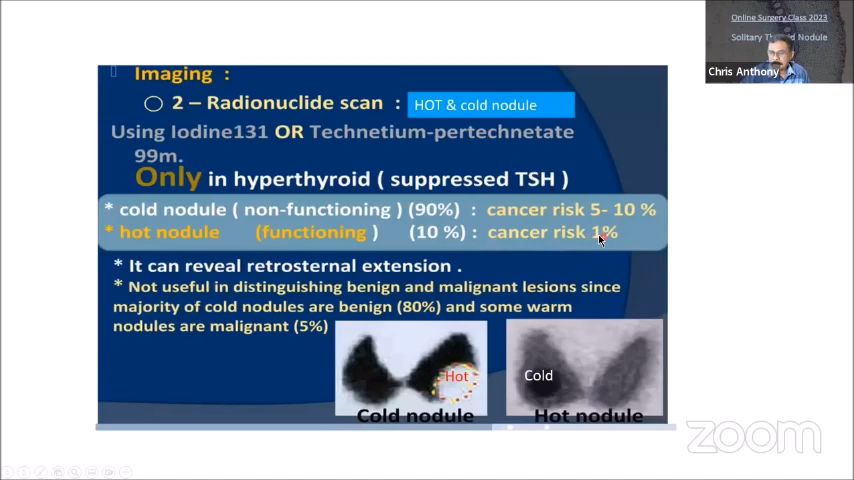 Online Surgery Class 2023
Solitary Nodule
Chris Anthony
Imaging :
2 – Radionuclide scan :
HOT & cold nodule
Using Iodine131 OR Technetium-pertechnetate
99m.
Only in hyperthyroid ( suppressed TSH )
* cold nodule ( non-functioning ) (90%) : cancer risk 5- 10 %
* hot nodule (functioning ) (10 %) : cancer risk 1%
* It can reveal retrosternal extension .
* Not useful in distinguishing benign and malignant lesions since
majority of cold nodules are benign (80%) and some warm
nodules are malignant (5%)
Hot
Cold
Cold nodule
Hot nodule
zoom